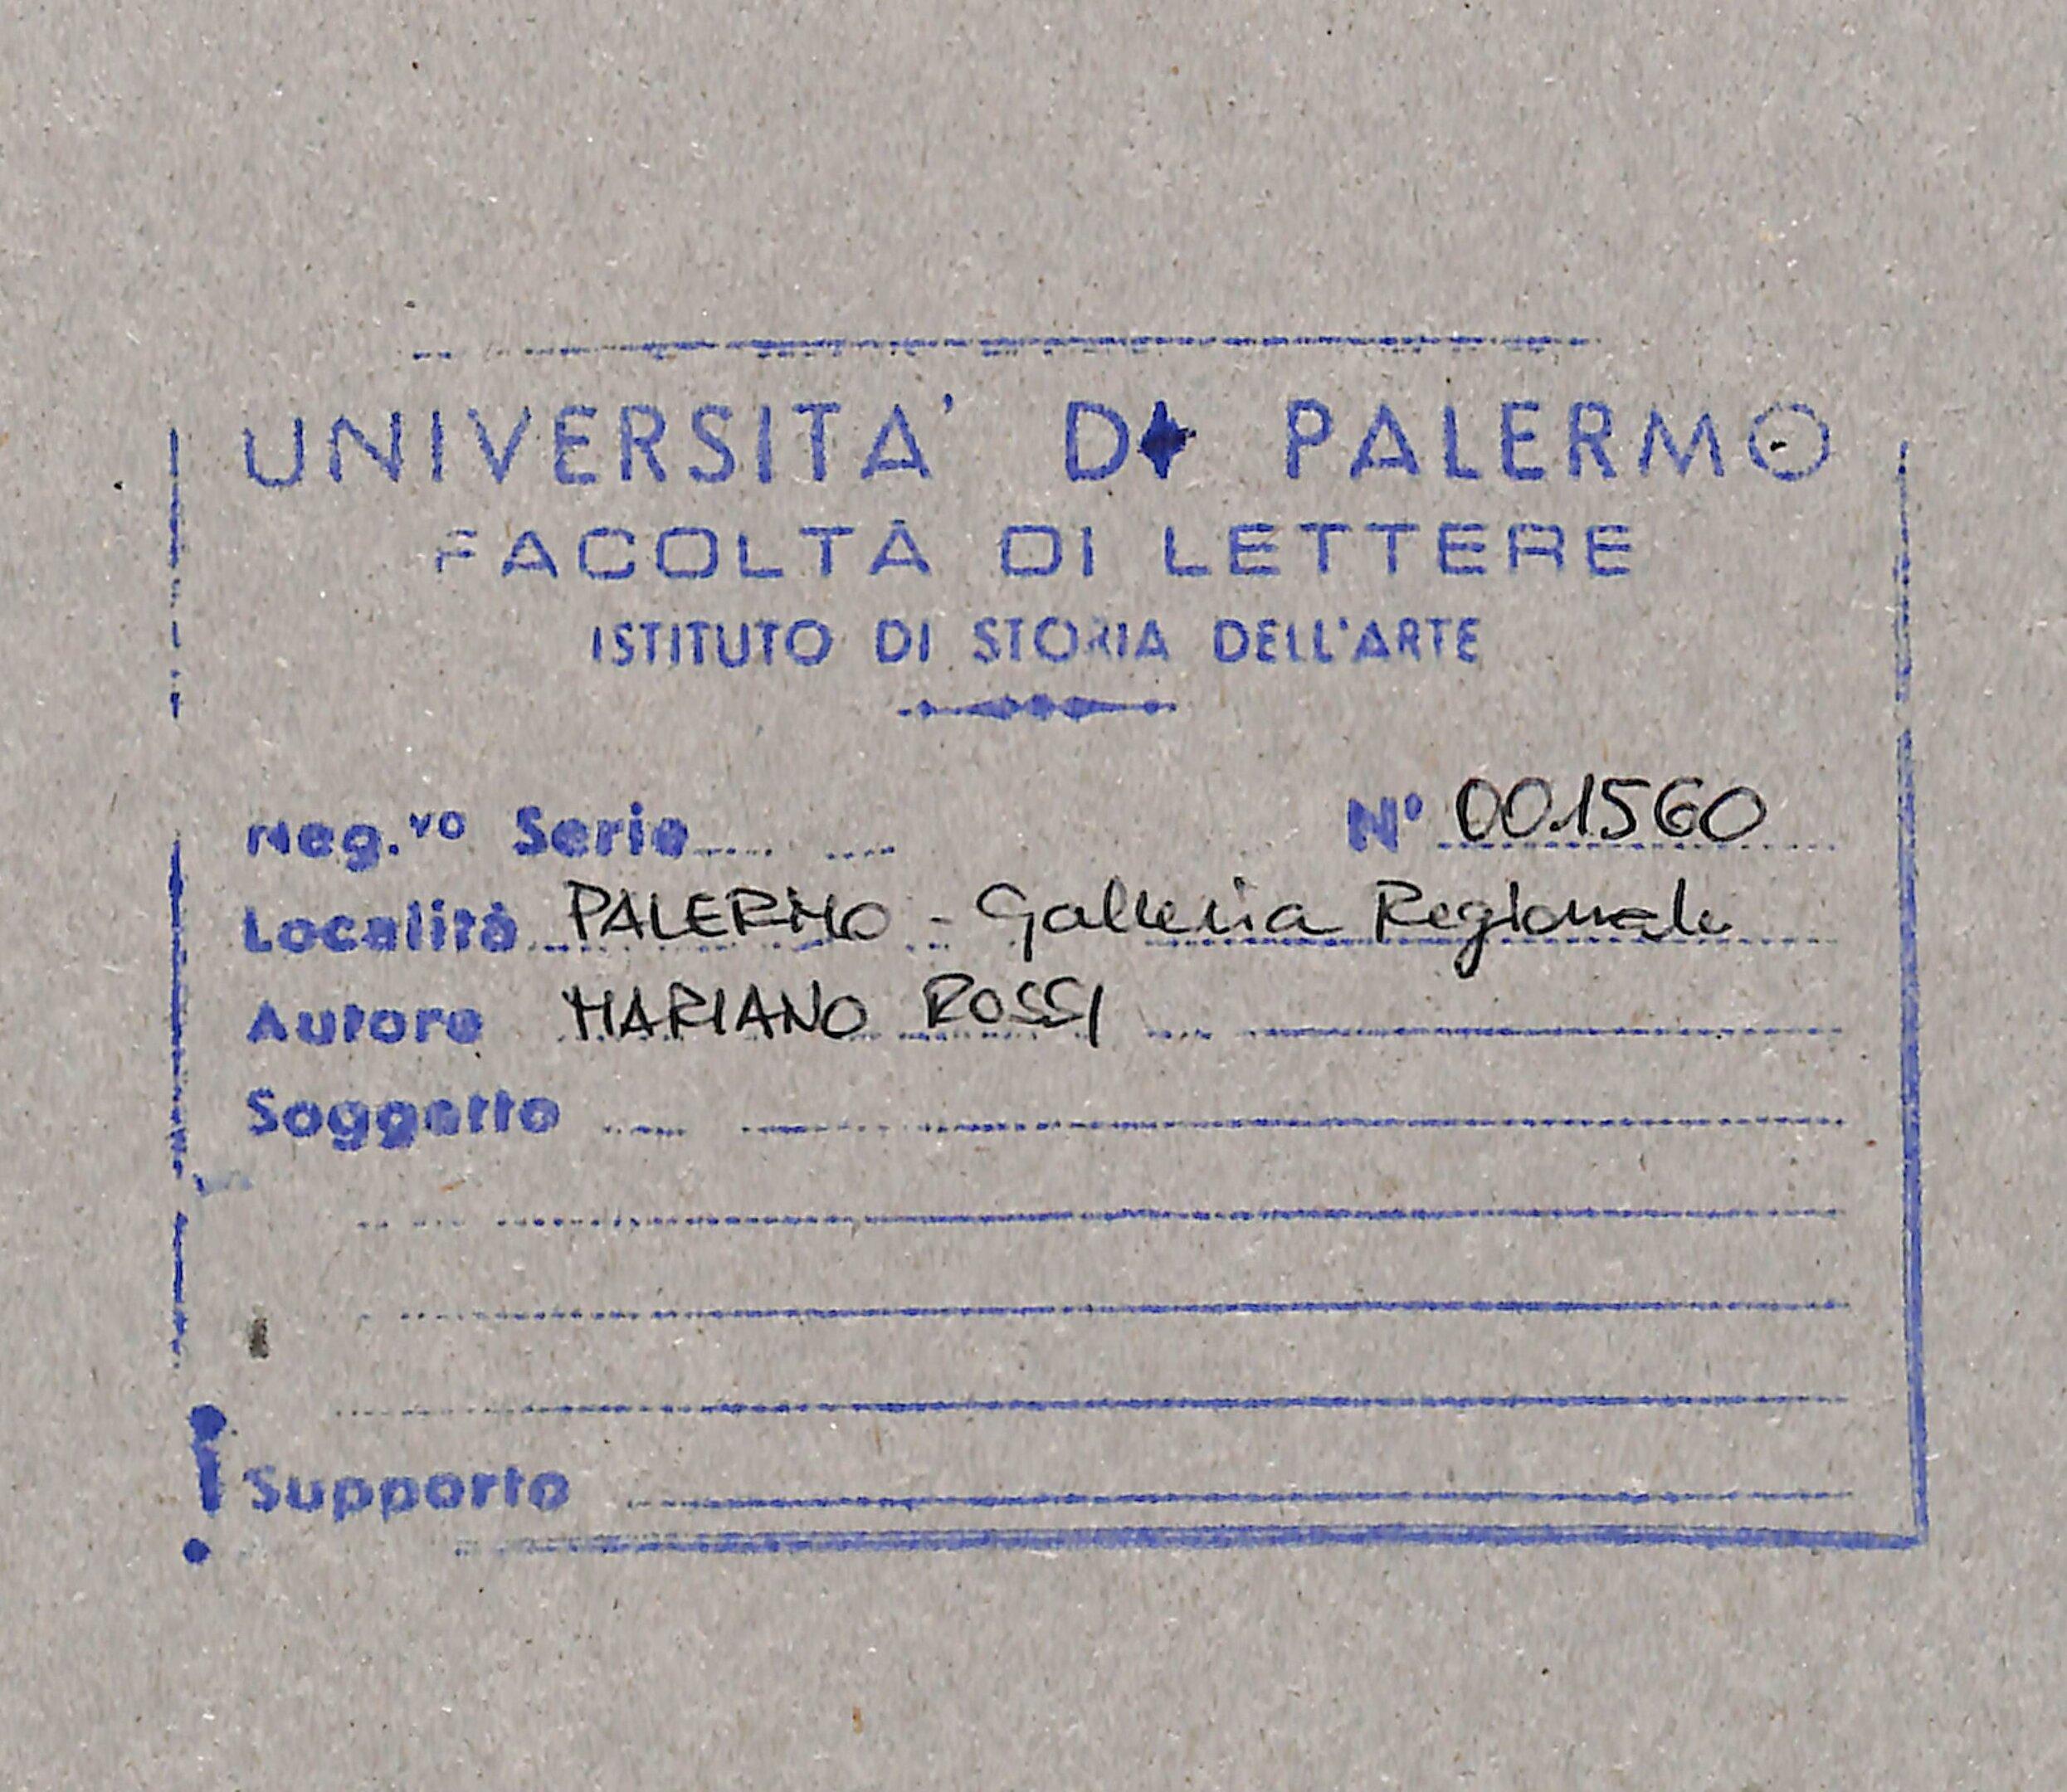 UNIVERSITA' DI PALERMO
FACOLTÀ DI LETTERE
ISTITUTO DI STORIA DELL'ARTE
Neg.vo Serie N° 001560
Località PALERMO - Galleria Regionale
Autore MARIANO ROSSI
Soggetto
Supporto